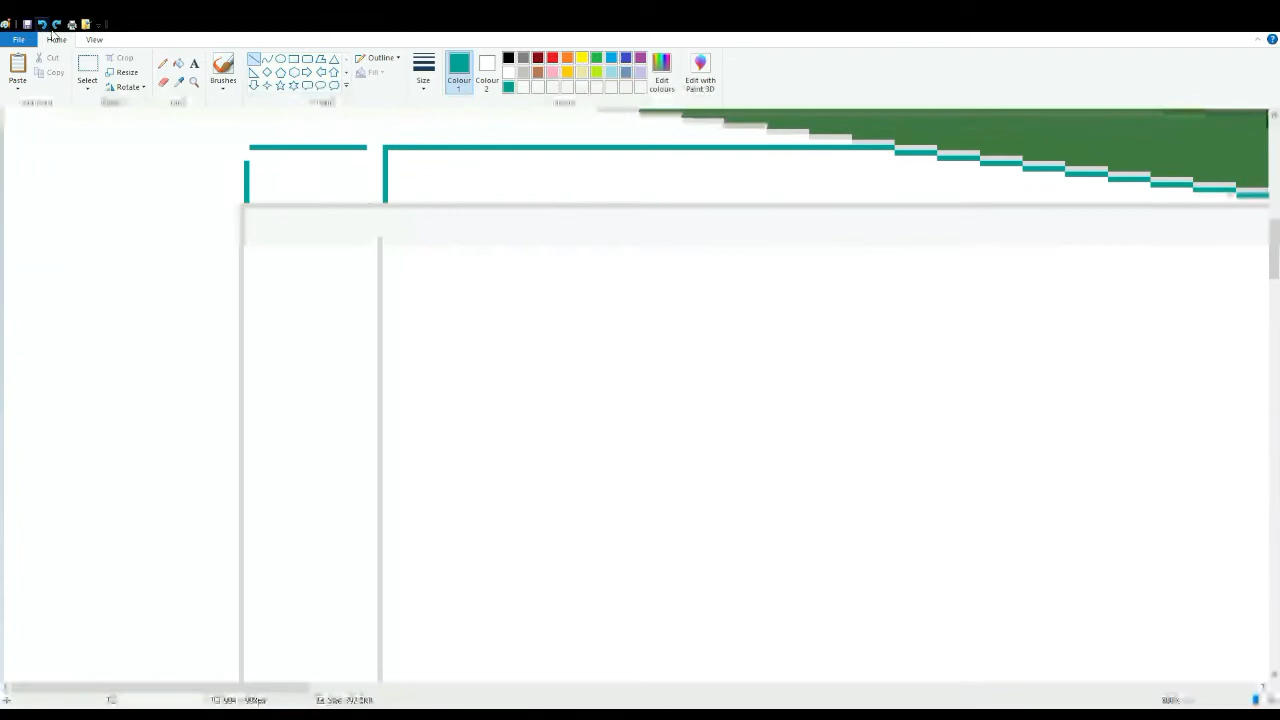 File Home View
Cut
Copy
Paste
Crop
Resize
Rotate
Select
A
Brushes
Outline
Fill
Size
Colour 1
Colour 2
Edit colours
Edit with Paint 3D